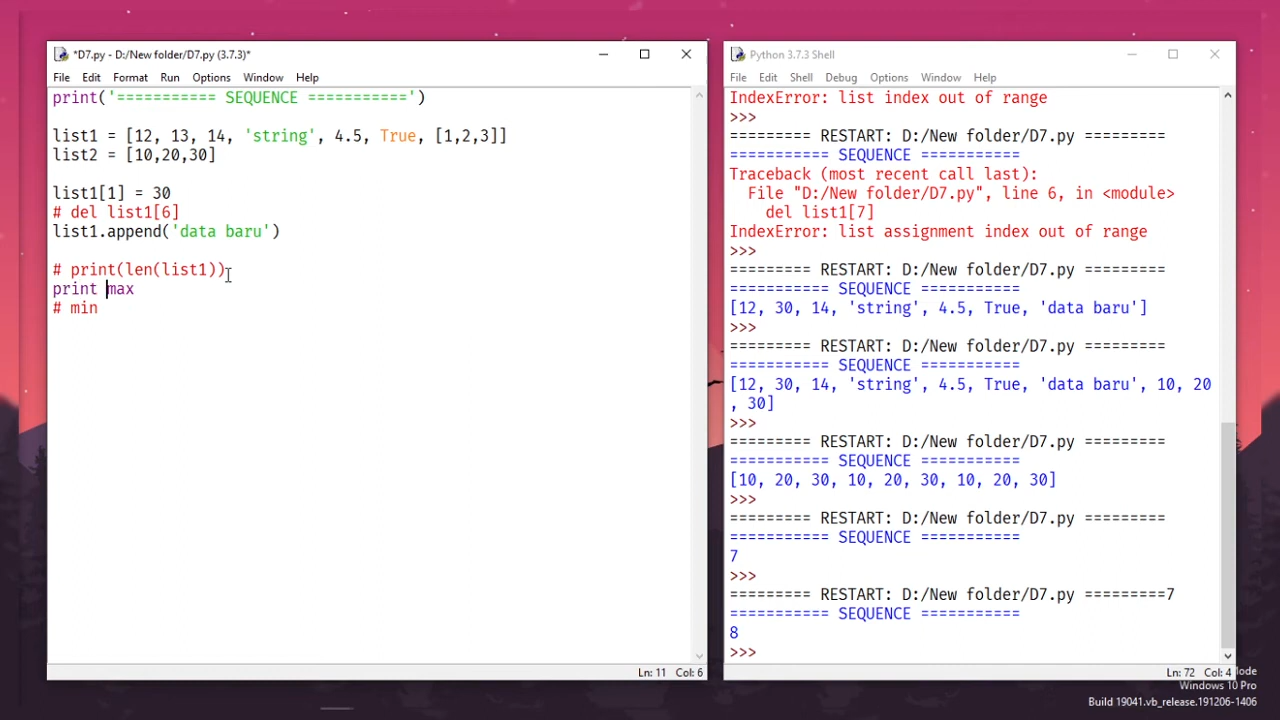 *D7.py - D:/New folder/D7.py (3.7.3)*
File Edit Format Run Options Window Help
print('=========== SEQUENCE ===========')
list1 = [12, 13, 14, 'string', 4.5, True, [1,2,3]]
list2 = [10,20,30]
list1[1] = 30
# del list1[6]
list1.append('data baru')
# print(len(list1))
print max
# min
Ln: 11 Col: 6
Python 3.7.3 Shell
File Edit Shell Debug Options Window Help
IndexError: list index out of range
>>>
========= RESTART: D:/New folder/D7.py =========
=========== SEQUENCE ===========
Traceback (most recent call last):
File "D:/New folder/D7.py", line 6, in <module>
del list1[7]
IndexError: list assignment index out of range
>>>
========= RESTART: D:/New folder/D7.py =========
=========== SEQUENCE ===========
[12, 30, 14, 'string', 4.5, True, 'data baru']
>>>
========= RESTART: D:/New folder/D7.py =========
=========== SEQUENCE ===========
[12, 30, 14, 'string', 4.5, True, 'data baru', 10, 20
, 30]
>>>
========= RESTART: D:/New folder/D7.py =========
=========== SEQUENCE ===========
[10, 20, 30, 10, 20, 30, 10, 20, 30]
>>>
========= RESTART: D:/New folder/D7.py =========
=========== SEQUENCE ===========
7
>>>
========= RESTART: D:/New folder/D7.py =========7
=========== SEQUENCE ===========
8
>>>
Ln: 72 Col: 4
ode
Windows 10 Pro
Build 19041.vb_release.191206-1406